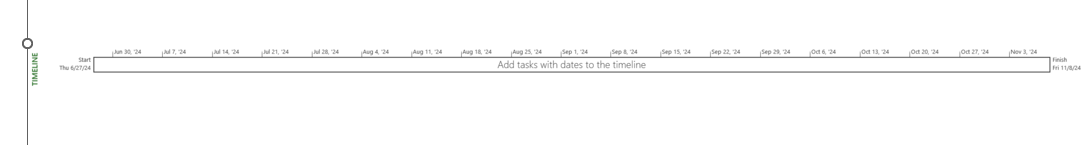 Jun 30, '24 Jul 7, '24 Jul 14, '24 Jul 21, '24 Jul 28, '24 Aug 4, '24 Aug 11, '24 Aug 18, '24 Aug 25, '24 Sep 1, '24 Sep 8, '24 Sep 15, '24 Sep 22, '24 Sep 29, '24 Oct 6, '24 Oct 13, '24 Oct 20, '24 Oct 27, '24 Nov 3, '24
Start
Thu 6/27/24
Add tasks with dates to the timeline
Finish
Fri 11/8/24
TIMELINE